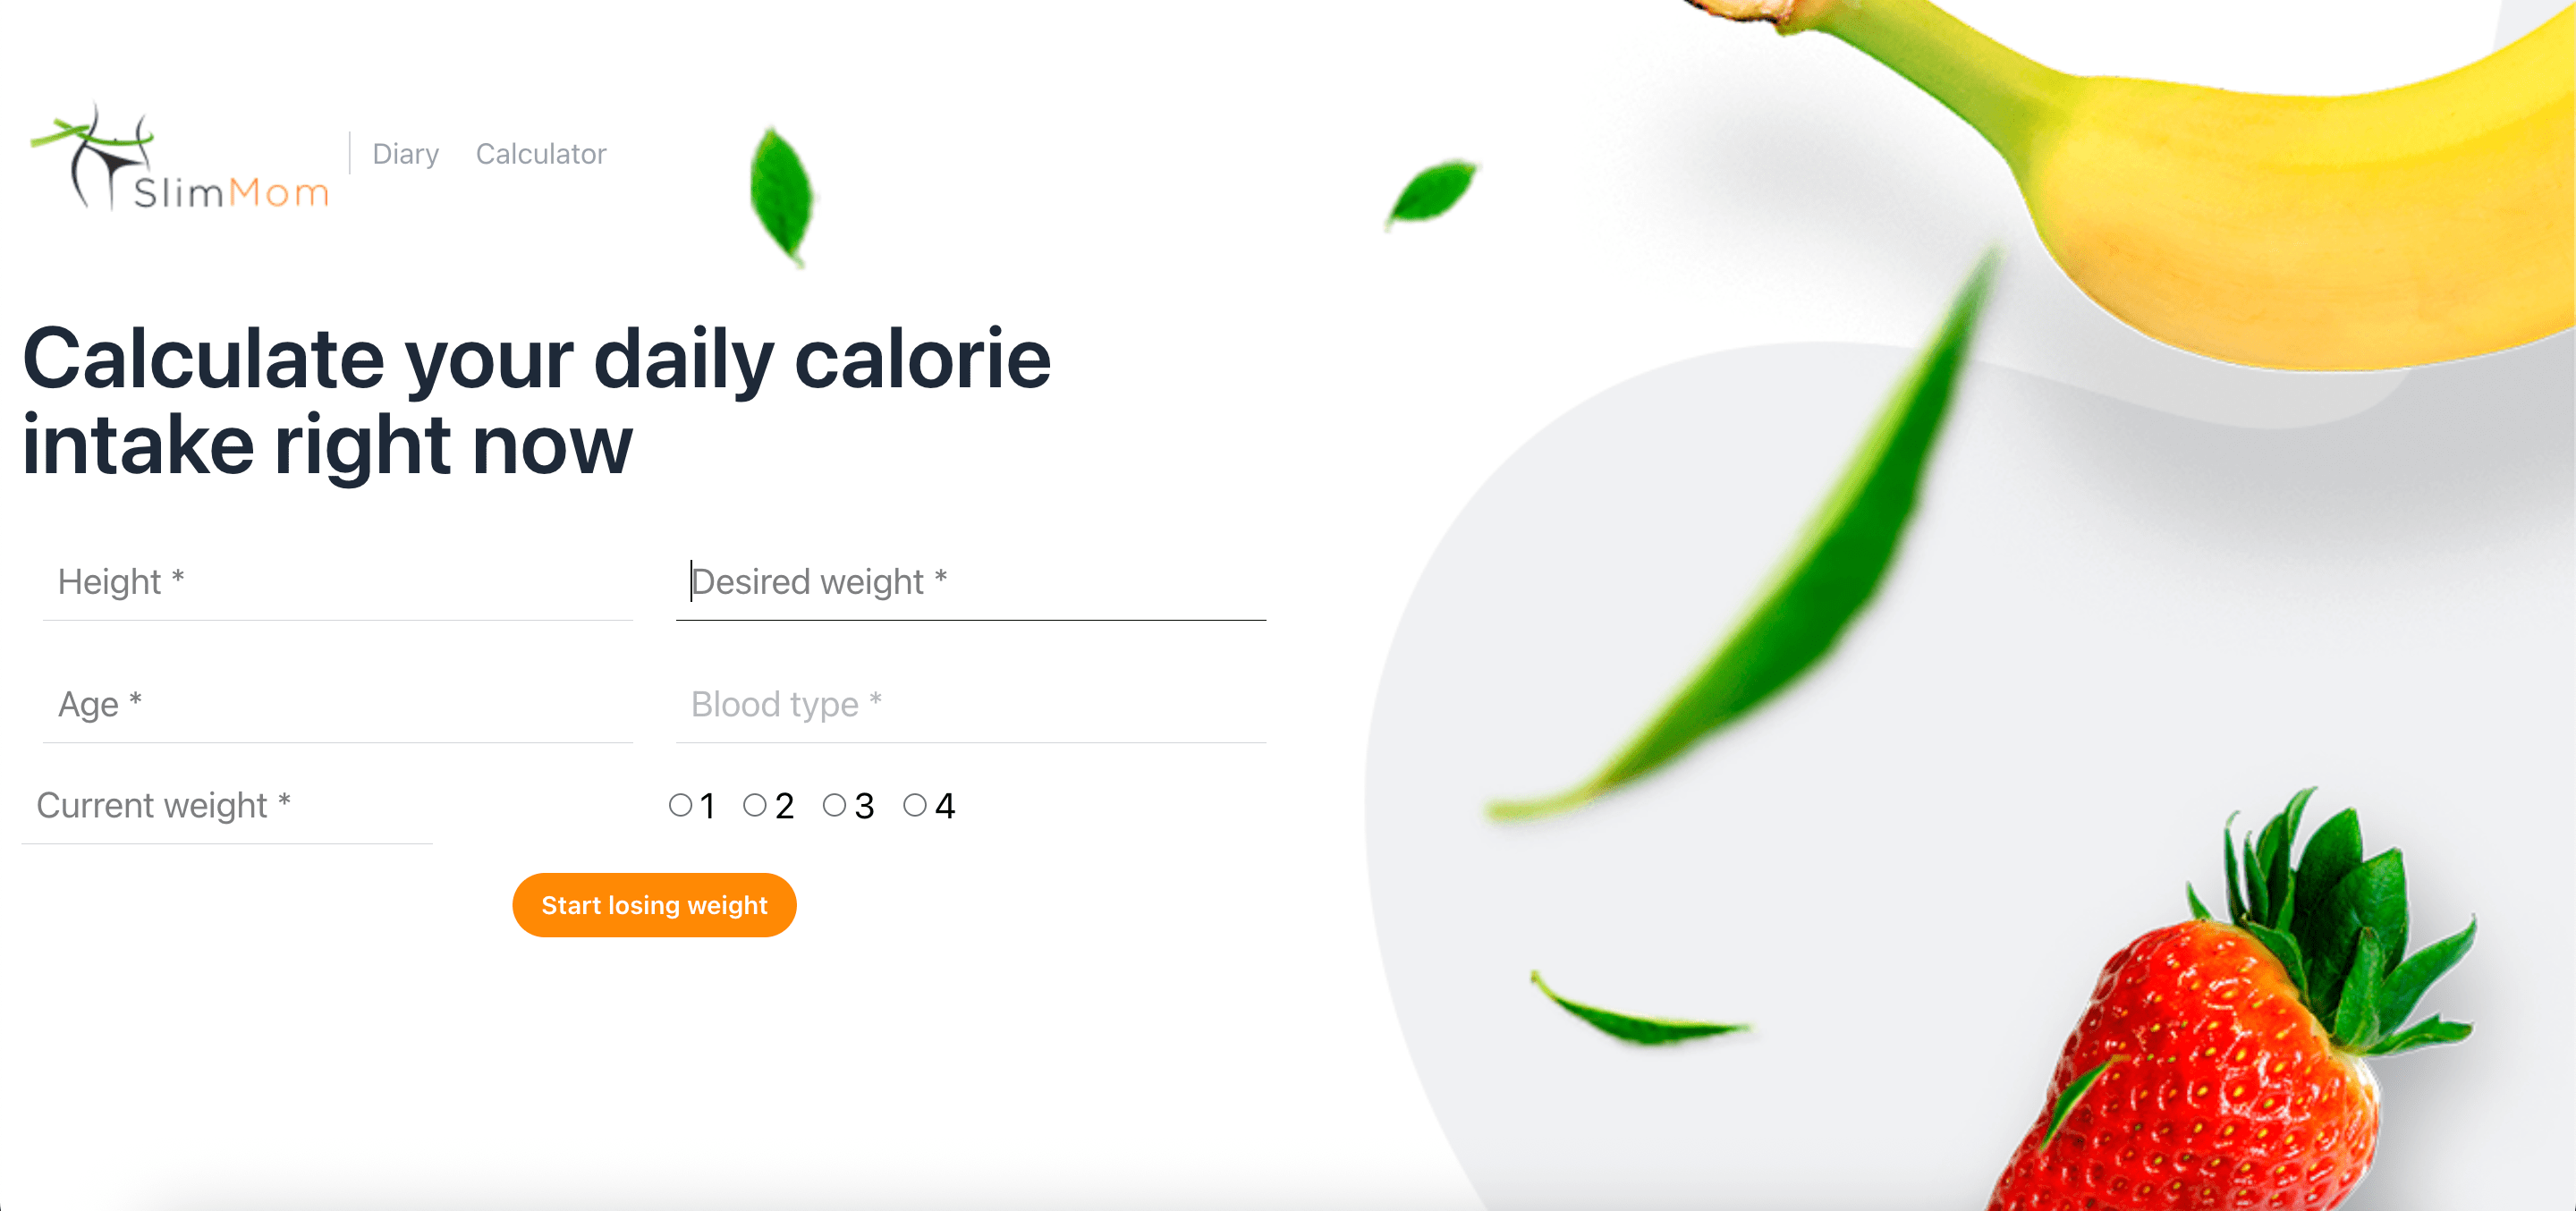 SlimMom
Diary Calculator
Calculate your daily calorie
intake right now
Height * Desired weight *
Age * Blood type *
Current weight * 1 2 3 4
Start losing weight